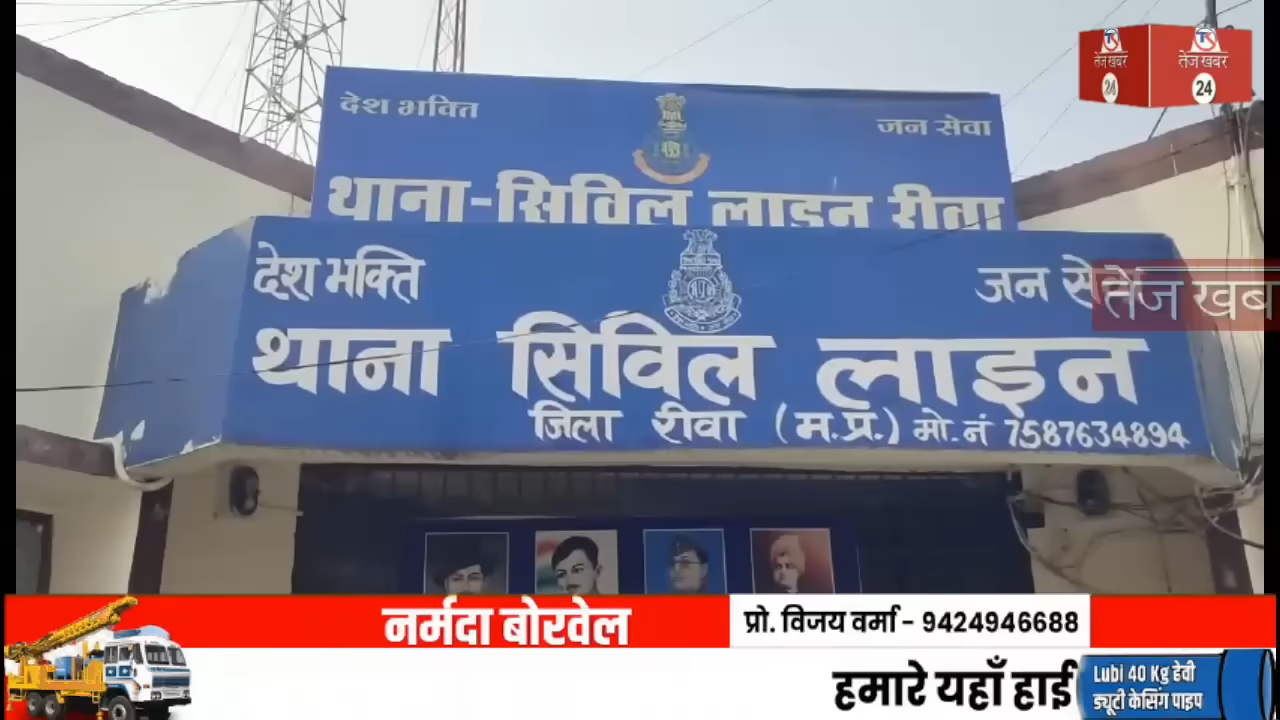 देश भक्ति
जन सेवा
थाना-सिविल लाइन रीवा
देश भक्ति
जन से
थाना सिविल लाइन
जिला रीवा (म.प्र.) मो.नं 7587634894
तेज खबर
24
तेज खबर
24
तेज खब
नर्मदा बोरवेल
प्रो. विजय वर्मा - 9424946688
हमारे यहाँ हाई
Lubi 40 Kg हेवी
ड्यूटी केसिंग पाइप